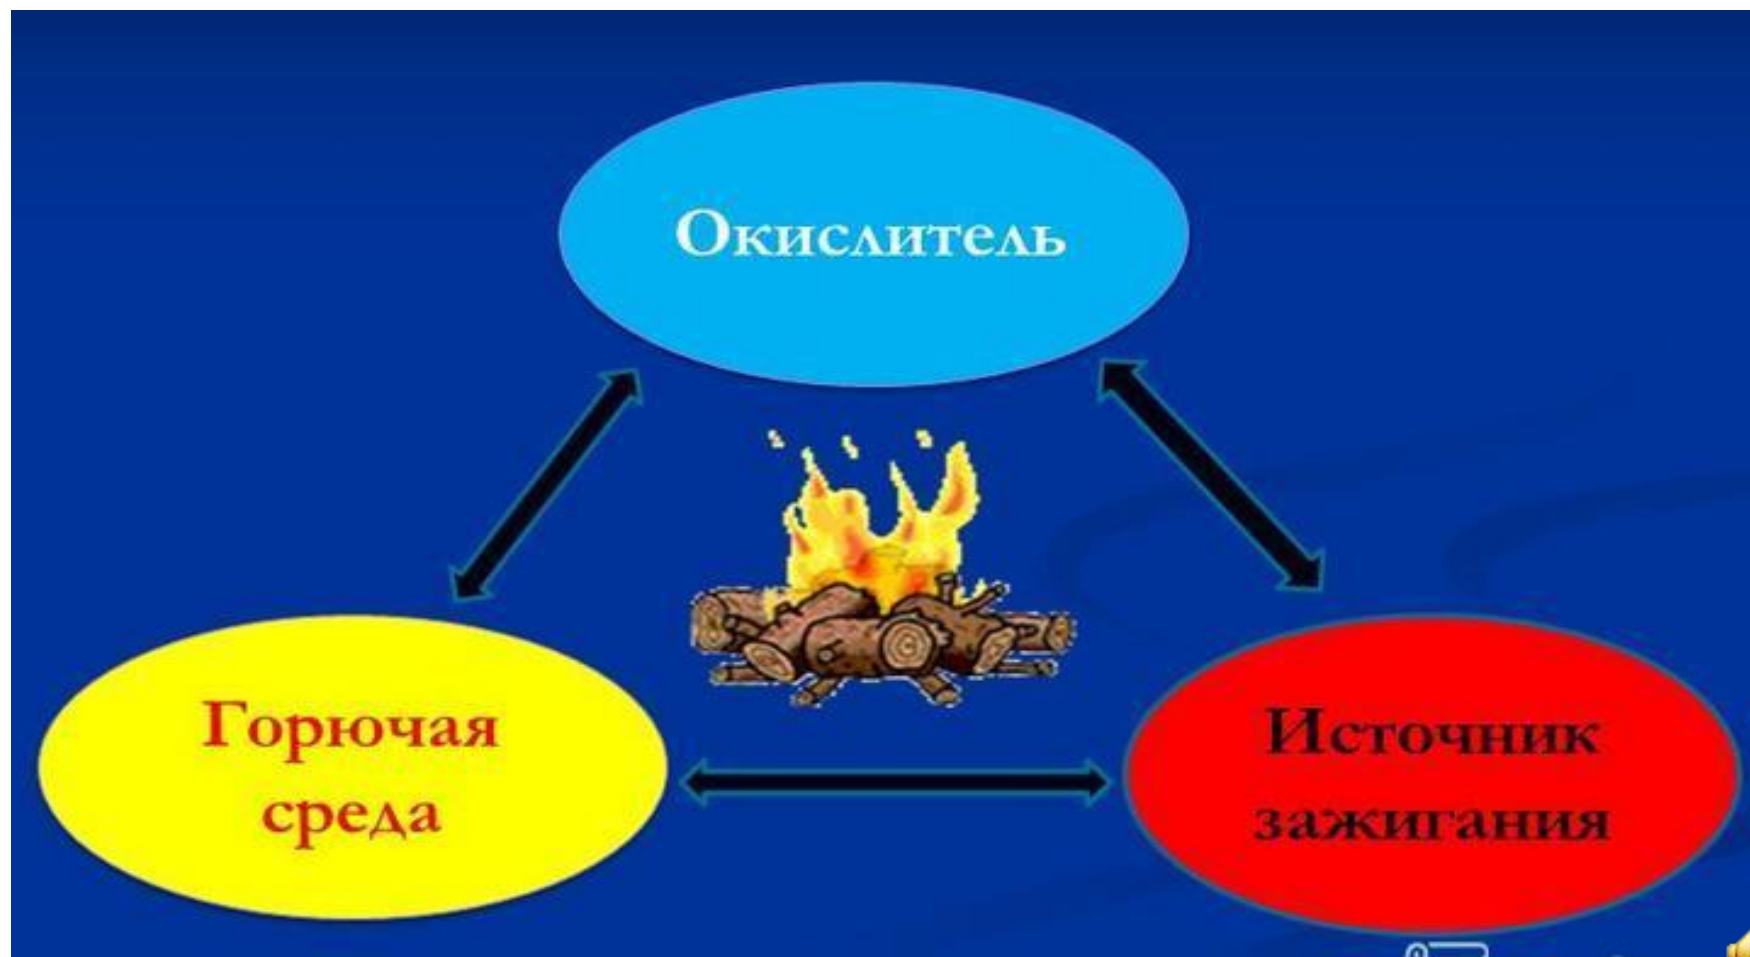 Окислитель
Горючая
среда
Источник
зажигания